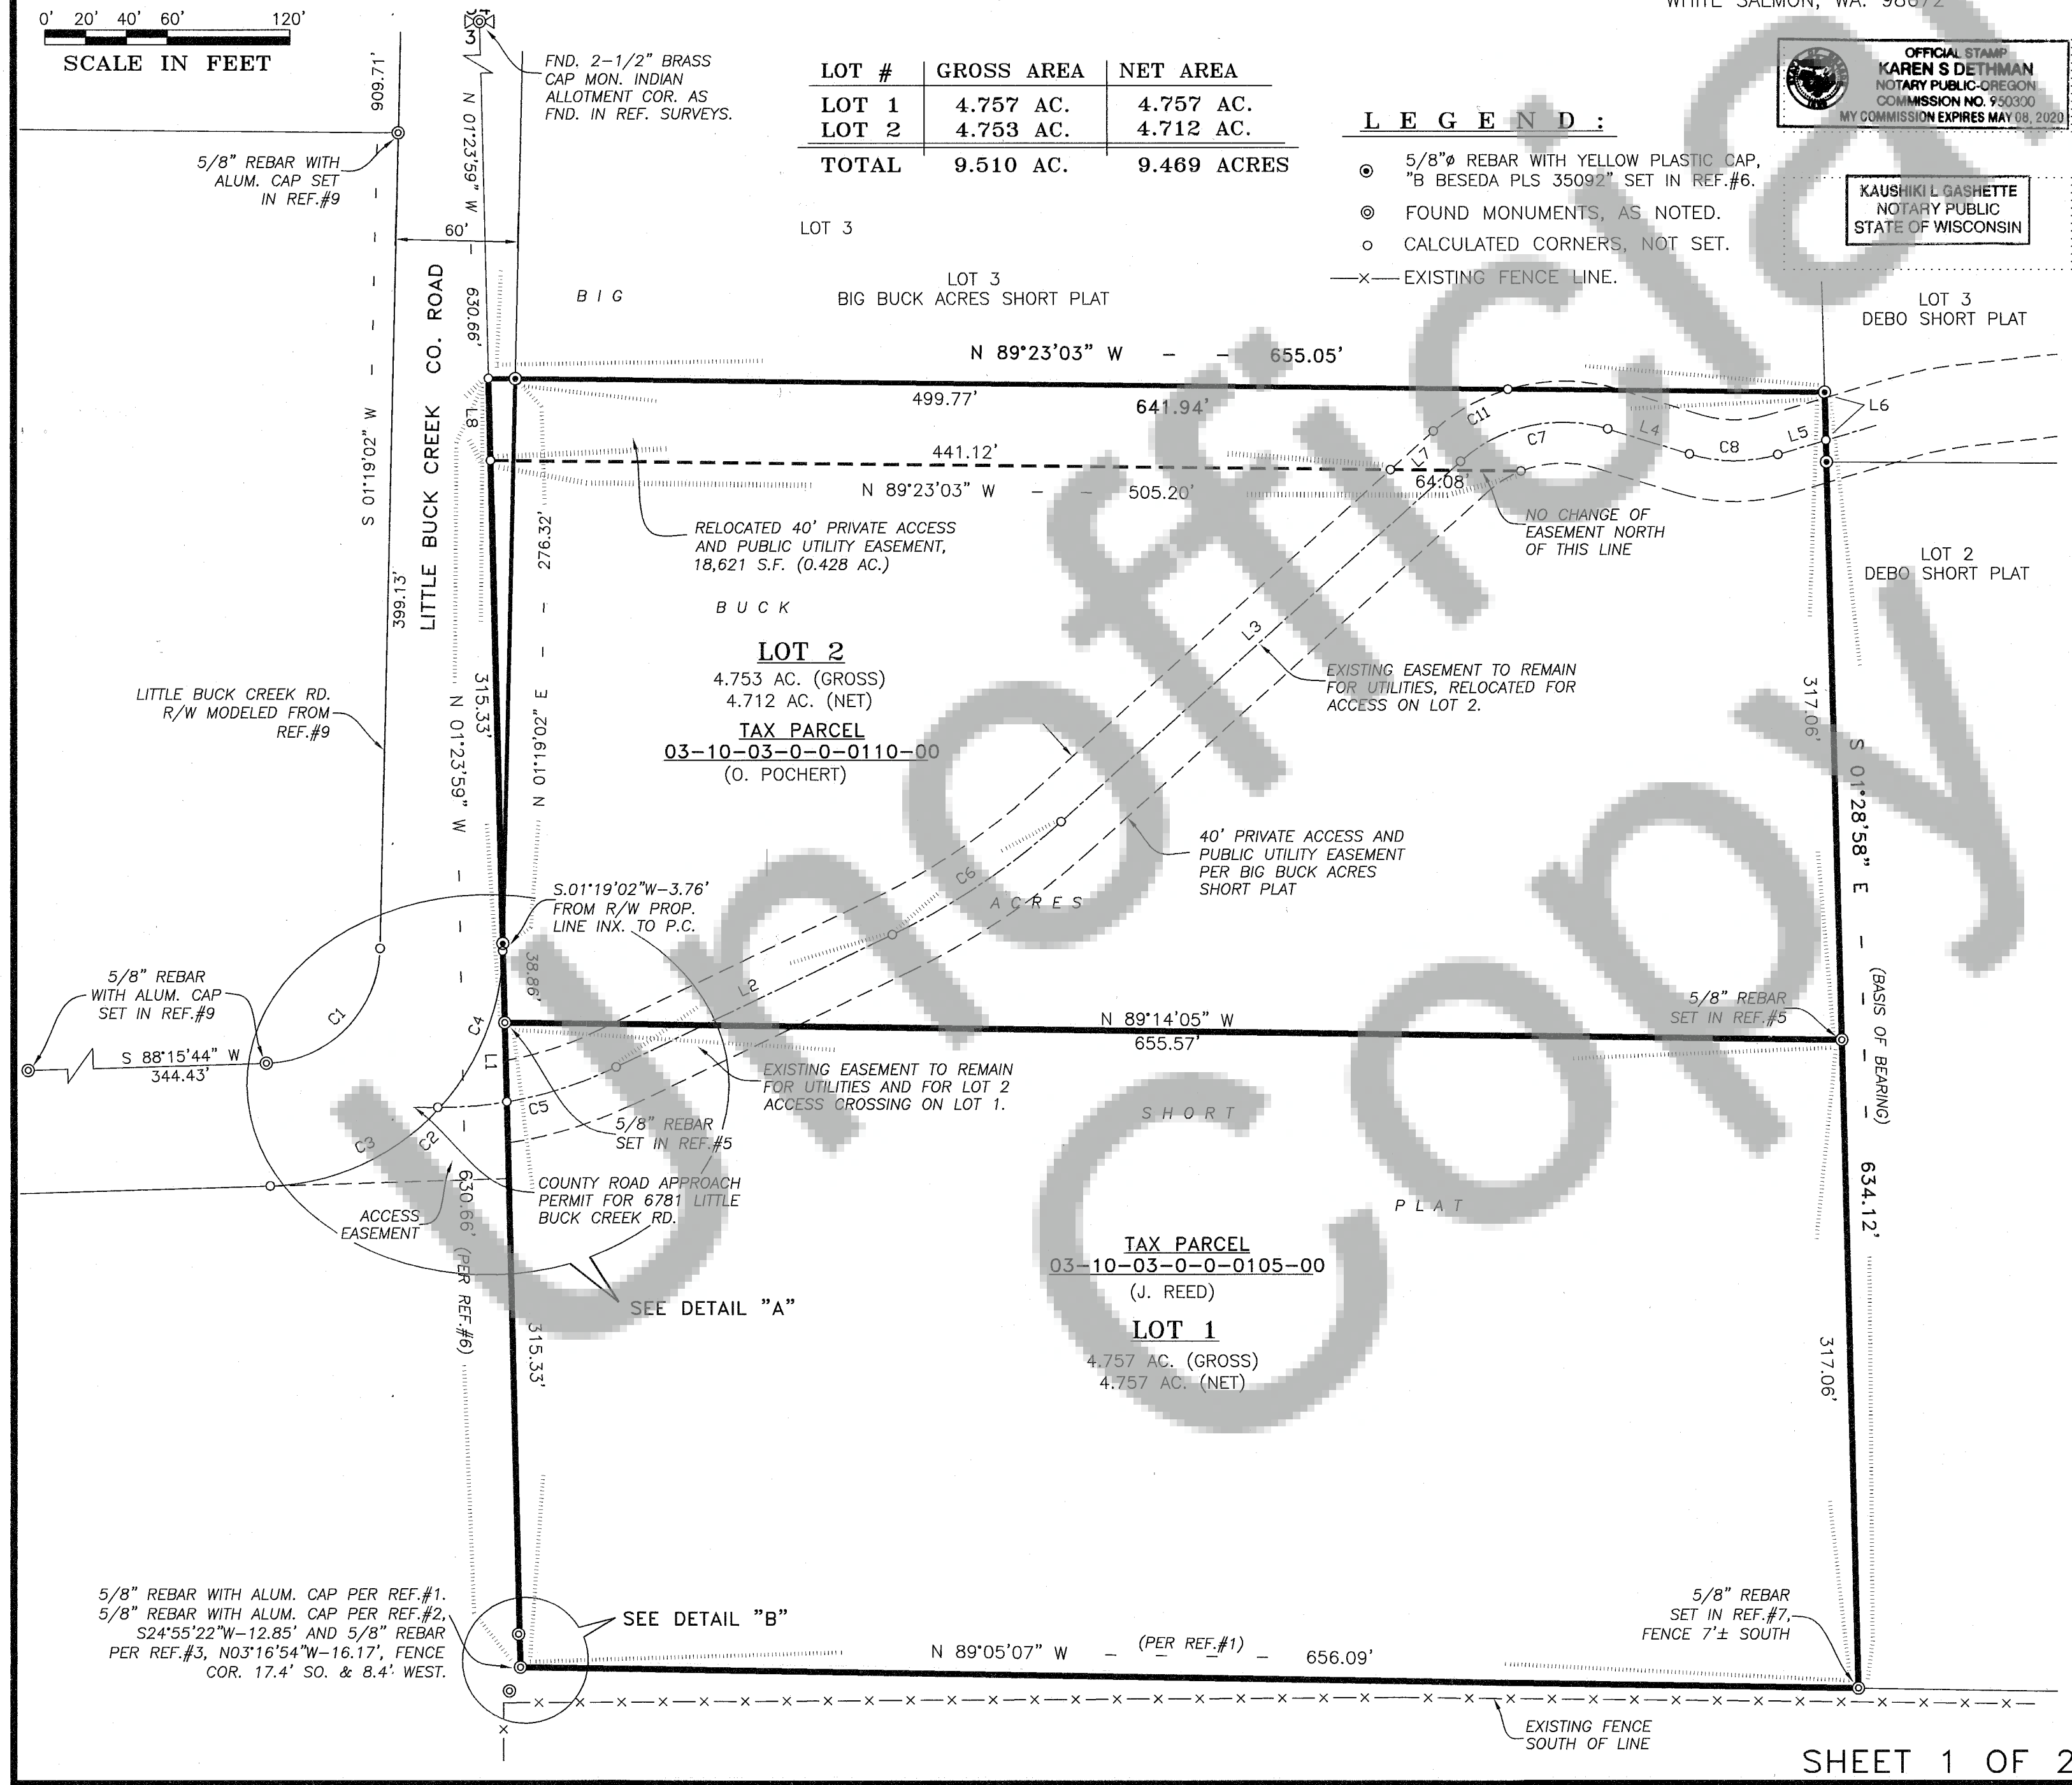 0' 20' 40' 60' 120'
SCALE IN FEET
909.71'
3
FND. 2-1/2" BRASS
CAP MON. INDIAN
ALLOTMENT COR. AS
FND. IN REF. SURVEYS.
LOT # GROSS AREA NET AREA
LOT 1 4.757 AC. 4.757 AC.
LOT 2 4.753 AC. 4.712 AC.
TOTAL 9.510 AC. 9.469 ACRES
WHITE SALMON, WA. 98672
OFFICIAL STAMP
KAREN S DETHMAN
NOTARY PUBLIC-OREGON
COMMISSION NO. 950300
MY COMMISSION EXPIRES MAY 08, 2020
KAUSHIKI L GASHETTE
NOTARY PUBLIC
STATE OF WISCONSIN
LEGEND:
5/8"ø REBAR WITH YELLOW PLASTIC CAP,
"B BESEDA PLS 35092" SET IN REF.#6.
FOUND MONUMENTS, AS NOTED.
CALCULATED CORNERS, NOT SET.
—x— EXISTING FENCE LINE.
5/8" REBAR WITH
ALUM. CAP SET
IN REF.#9
N 01°23'59" W - 630.66'
60'
LITTLE BUCK CREEK CO. ROAD
S 01°19'02" W
399.13'
LOT 3
BIG
LOT 3
BIG BUCK ACRES SHORT PLAT
LOT 3
DEBO SHORT PLAT
N 89°23'03" W - - 655.05'
499.77'
641.94'
L8
C11
C7
L4
C8
L5
L6
L7
441.12'
64.08'
N 89°23'03" W - - 505.20'
RELOCATED 40' PRIVATE ACCESS
AND PUBLIC UTILITY EASEMENT,
18,621 S.F. (0.428 AC.)
NO CHANGE OF
EASEMENT NORTH
OF THIS LINE
LOT 2
DEBO SHORT PLAT
276.32'
N 01°19'02" E
BUCK
LOT 2
4.753 AC. (GROSS)
4.712 AC. (NET)
TAX PARCEL
03-10-03-0-0-0110-00
(O. POCHERT)
L3
EXISTING EASEMENT TO REMAIN
FOR UTILITIES, RELOCATED FOR
ACCESS ON LOT 2.
LITTLE BUCK CREEK RD.
R/W MODELED FROM
REF.#9
315.33'
N 01°23'59" W
317.06'
S 01°28'58" E - (BASIS OF BEARING) - 634.12'
40' PRIVATE ACCESS AND
PUBLIC UTILITY EASEMENT
PER BIG BUCK ACRES
SHORT PLAT
C6
ACRES
S.01°19'02"W-3.76'
FROM R/W PROP.
LINE INX. TO P.C.
38.86'
L2
5/8" REBAR
WITH ALUM. CAP
SET IN REF.#9
C1
S 88°15'44" W
344.43'
C4
L1
N 89°14'05" W
655.57'
5/8" REBAR
SET IN REF.#5
EXISTING EASEMENT TO REMAIN
FOR UTILITIES AND FOR LOT 2
ACCESS CROSSING ON LOT 1.
C5
C3
C2
5/8" REBAR
SET IN REF.#5
SHORT
COUNTY ROAD APPROACH
PERMIT FOR 6781 LITTLE
BUCK CREEK RD.
ACCESS
EASEMENT
630.66' (PER REF.#6)
PLAT
TAX PARCEL
03-10-03-0-0-0105-00
(J. REED)
LOT 1
4.757 AC. (GROSS)
4.757 AC. (NET)
SEE DETAIL "A"
315.33'
317.06'
5/8" REBAR WITH ALUM. CAP PER REF.#1.
5/8" REBAR WITH ALUM. CAP PER REF.#2,
S24°55'22"W-12.85' AND 5/8" REBAR
PER REF.#3, N03°16'54"W-16.17', FENCE
COR. 17.4' SO. & 8.4' WEST.
SEE DETAIL "B"
N 89°05'07" W - (PER REF.#1) - 656.09'
5/8" REBAR
SET IN REF.#7,
FENCE 7'± SOUTH
EXISTING FENCE
SOUTH OF LINE
SHEET 1 OF 2
Unofficial
Copy